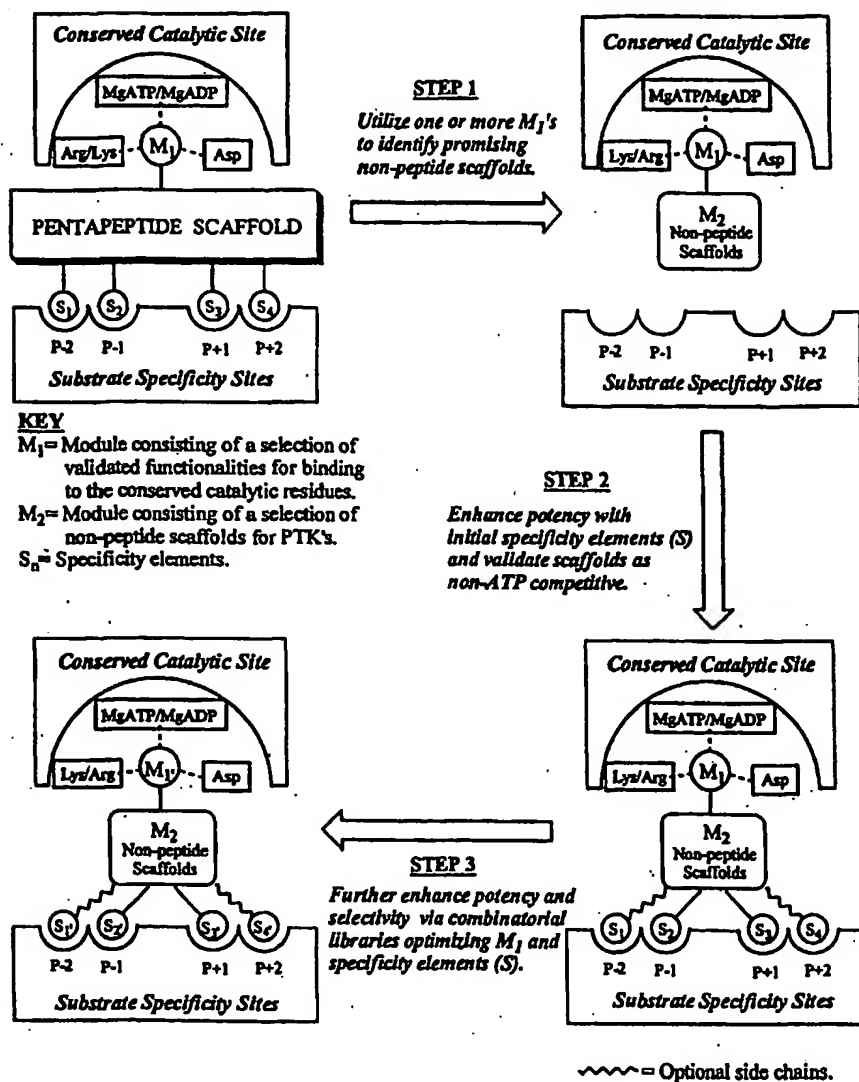 Conserved Catalytic Site
MgATP/MgADP
Arg/Lys
M1
Asp
PENTAPEPTIDE SCAFFOLD
S1
S2
S3
S4
P-2
P-1
P+1
P+2
Substrate Specificity Sites
STEP 1
Utilize one or more M1's
to identify promising
non-peptide scaffolds.
Conserved Catalytic Site
MgATP/MgADP
Lys/Arg
M1
Asp
M2
Non-peptide
Scaffolds
P-2
P-1
P+1
P+2
Substrate Specificity Sites
KEY
M1= Module consisting of a selection of
validated functionalities for binding
to the conserved catalytic residues.
M2= Module consisting of a selection of
non-peptide scaffolds for PTK's.
Sn= Specificity elements.
STEP 2
Enhance potency with
initial specificity elements (S)
and validate scaffolds as
non-ATP competitive.
Conserved Catalytic Site
MgATP/MgADP
Lys/Arg
M1
Asp
M2
Non-peptide
Scaffolds
S1
S2
S3
S4
P-2
P-1
P+1
P+2
Substrate Specificity Sites
STEP 3
Further enhance potency and
selectivity via combinatorial
libraries optimizing M1 and
specificity elements (S).
Conserved Catalytic Site
MgATP/MgADP
Lys/Arg
M1'
Asp
M2
Non-peptide
Scaffolds
S1'
S2'
S3'
S4'
P-2
P-1
P+1
P+2
Substrate Specificity Sites
= Optional side chains.